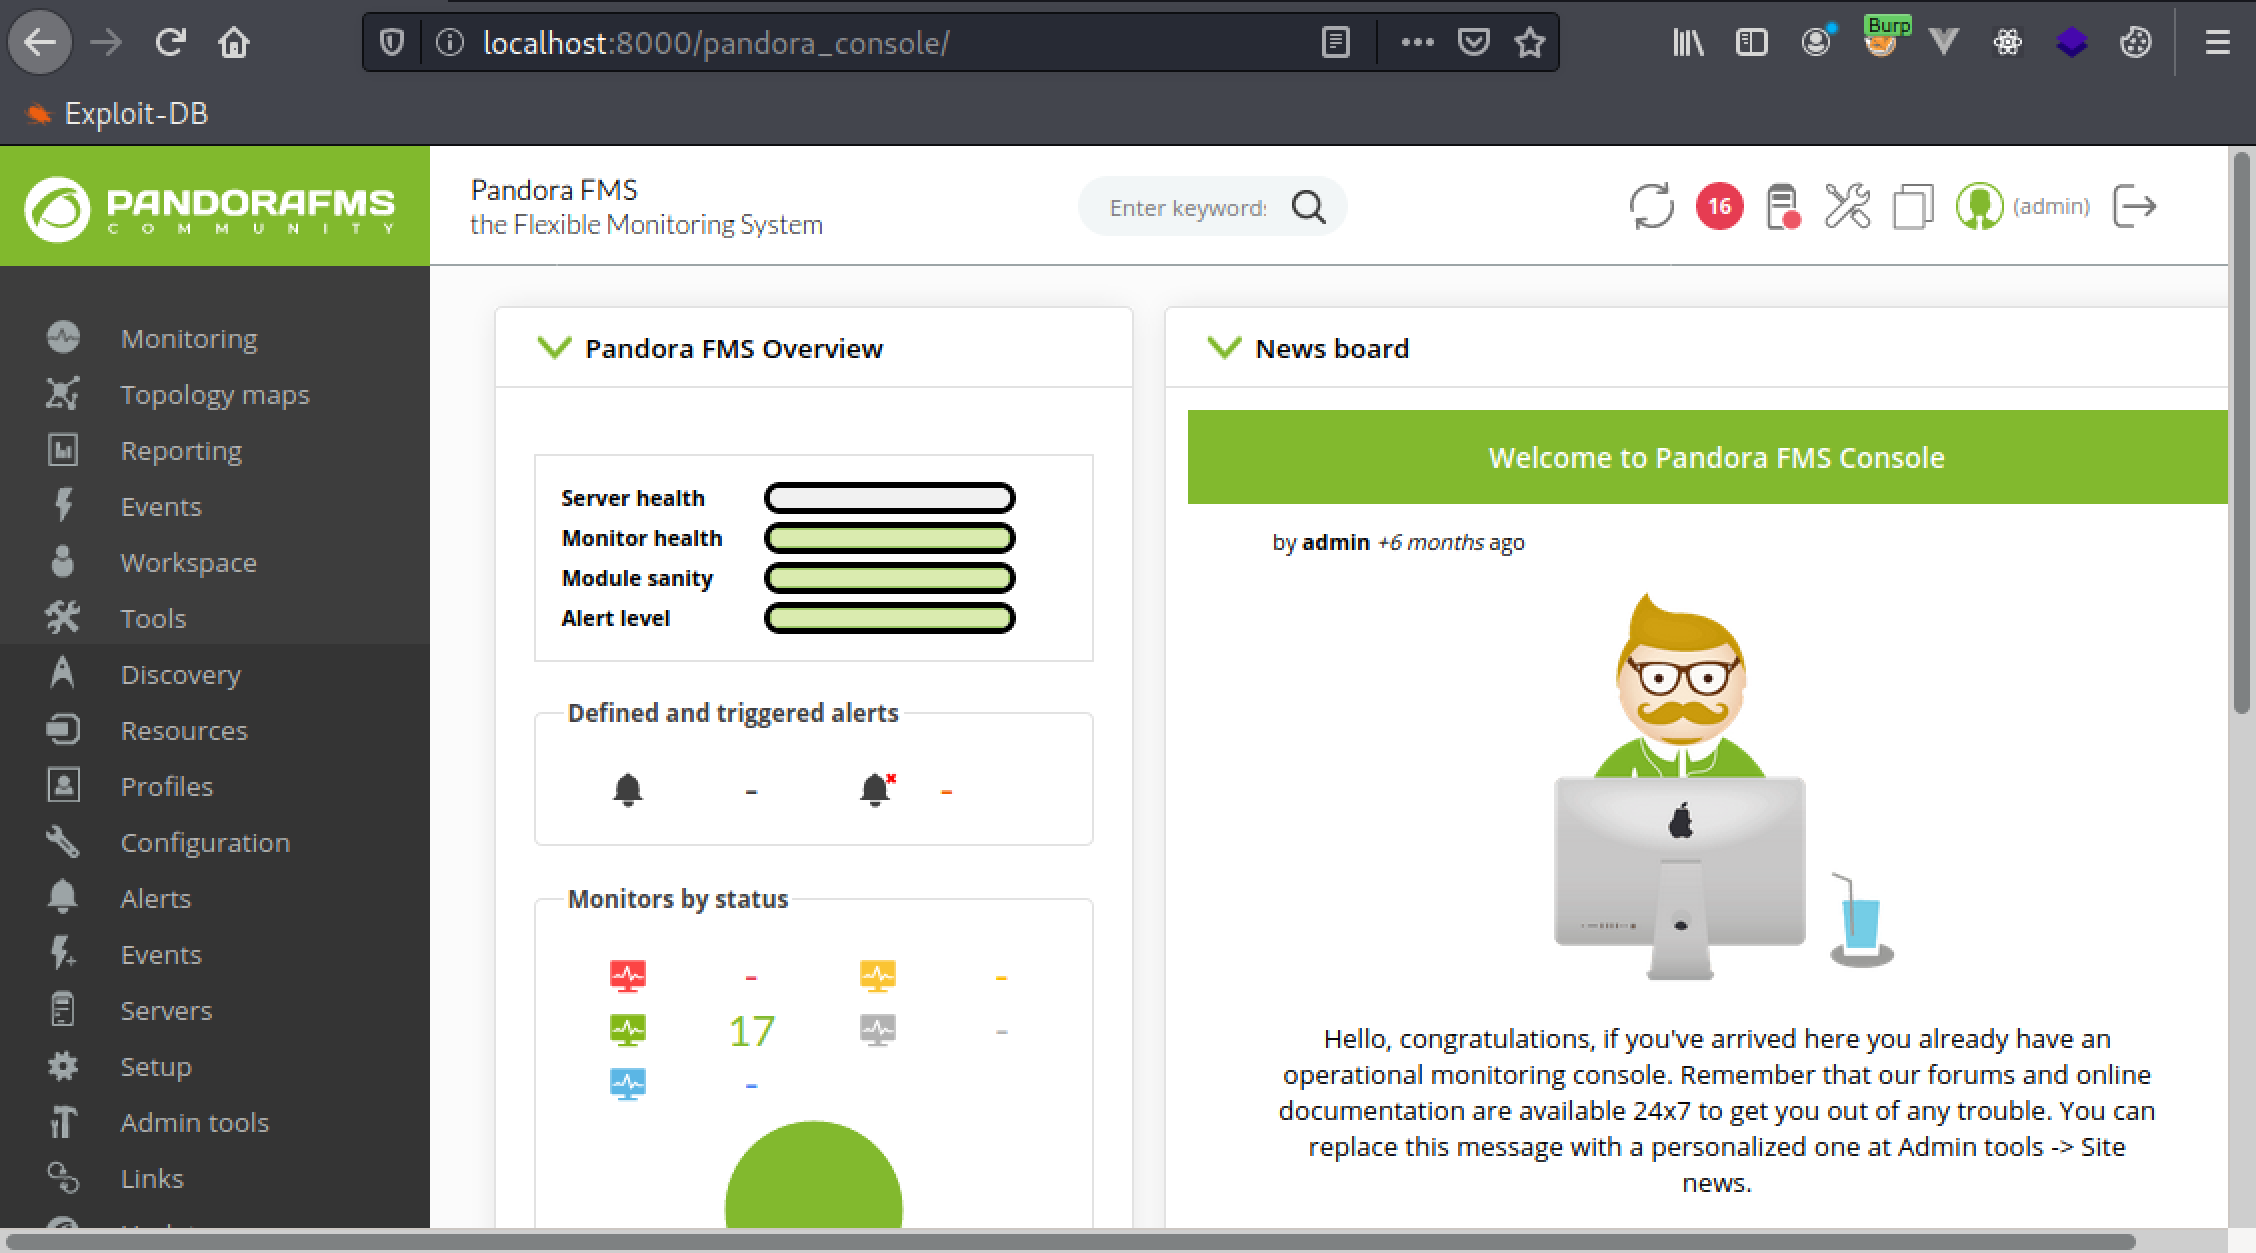 localhost:8000/pandora_console/
Burp
Exploit-DB
PANDORAFMS
COMMUNITY
Pandora FMS
the Flexible Monitoring System
Enter keyword
16
(admin)
Monitoring
Topology maps
Reporting
Events
Workspace
Tools
Discovery
Resources
Profiles
Configuration
Alerts
Events
Servers
Setup
Admin tools
Links
Pandora FMS Overview
Server health
Monitor health
Module sanity
Alert level
Defined and triggered alerts
- -
Monitors by status
- -
17 -
-
News board
Welcome to Pandora FMS Console
by admin +6 months ago
Hello, congratulations, if you've arrived here you already have an
operational monitoring console. Remember that our forums and online
documentation are available 24x7 to get you out of any trouble. You can
replace this message with a personalized one at Admin tools -> Site
news.